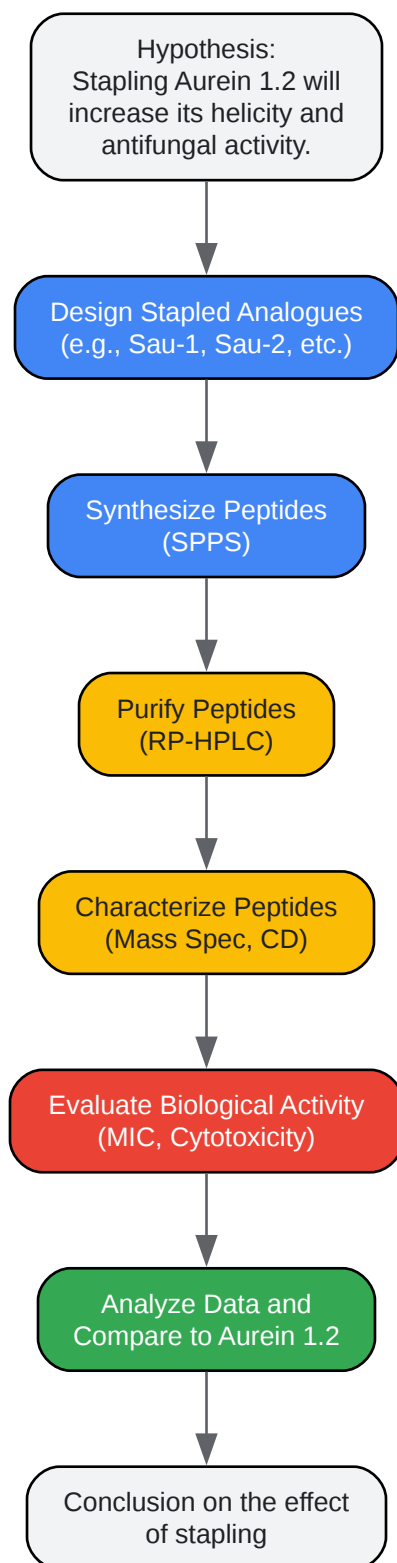 Hypothesis:
Stapling Aurein 1.2 will
increase its helicity and
antifungal activity.
Design Stapled Analogues
(e.g., Sau-1, Sau-2, etc.)
Synthesize Peptides
(SPPS)
Purify Peptides
(RP-HPLC)
Characterize Peptides
(Mass Spec, CD)
Evaluate Biological Activity
(MIC, Cytotoxicity)
Analyze Data and
Compare to Aurein 1.2
Conclusion on the effect
of stapling